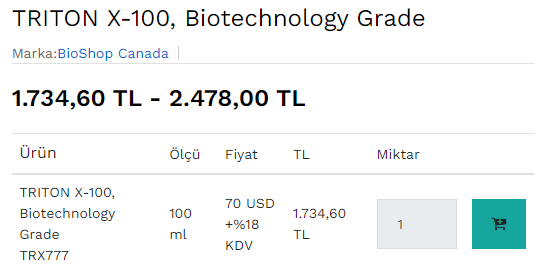 TRITON X-100, Biotechnology Grade
Marka:BioShop Canada
1.734,60 TL - 2.478,00 TL
Ürün Ölçü Fiyat TL Miktar
TRITON X-100,
Biotechnology
Grade
TRX777
100
ml
70 USD
+%18
KDV
1.734,60
TL
1